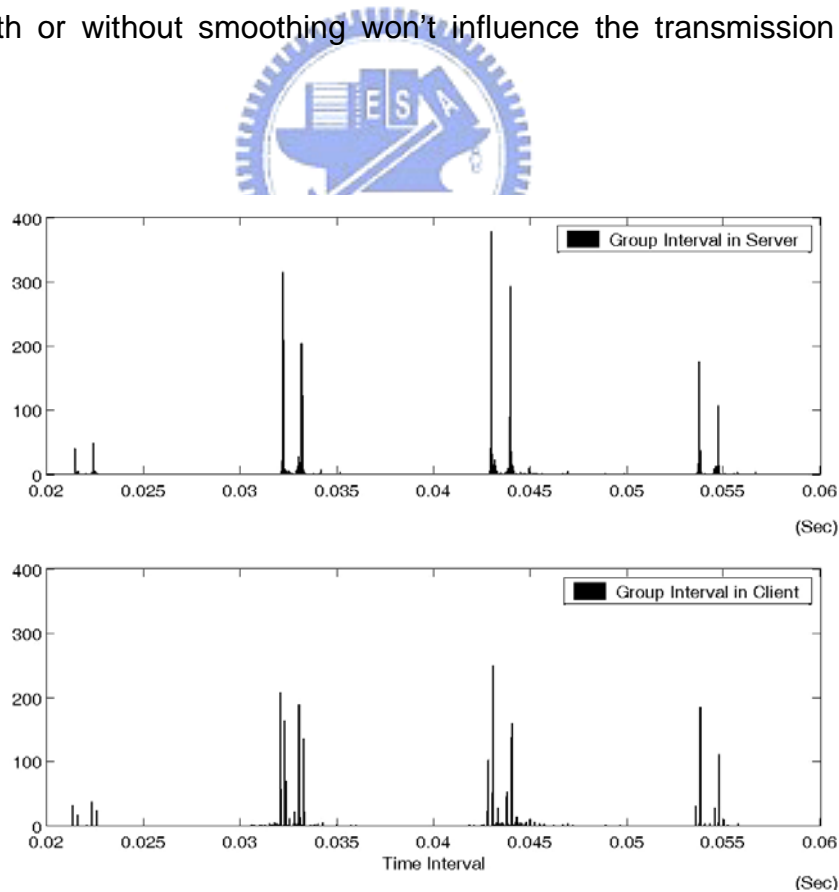 th or without smoothing won't influence the transmission
E S A
400
Group Interval in Server
300
200
100
0
0.02 0.025 0.03 0.035 0.04 0.045 0.05 0.055 0.06
(Sec)
400
Group Interval in Client
300
200
100
0
0.02 0.025 0.03 0.035 0.04 0.045 0.05 0.055 0.06
Time Interval
(Sec)